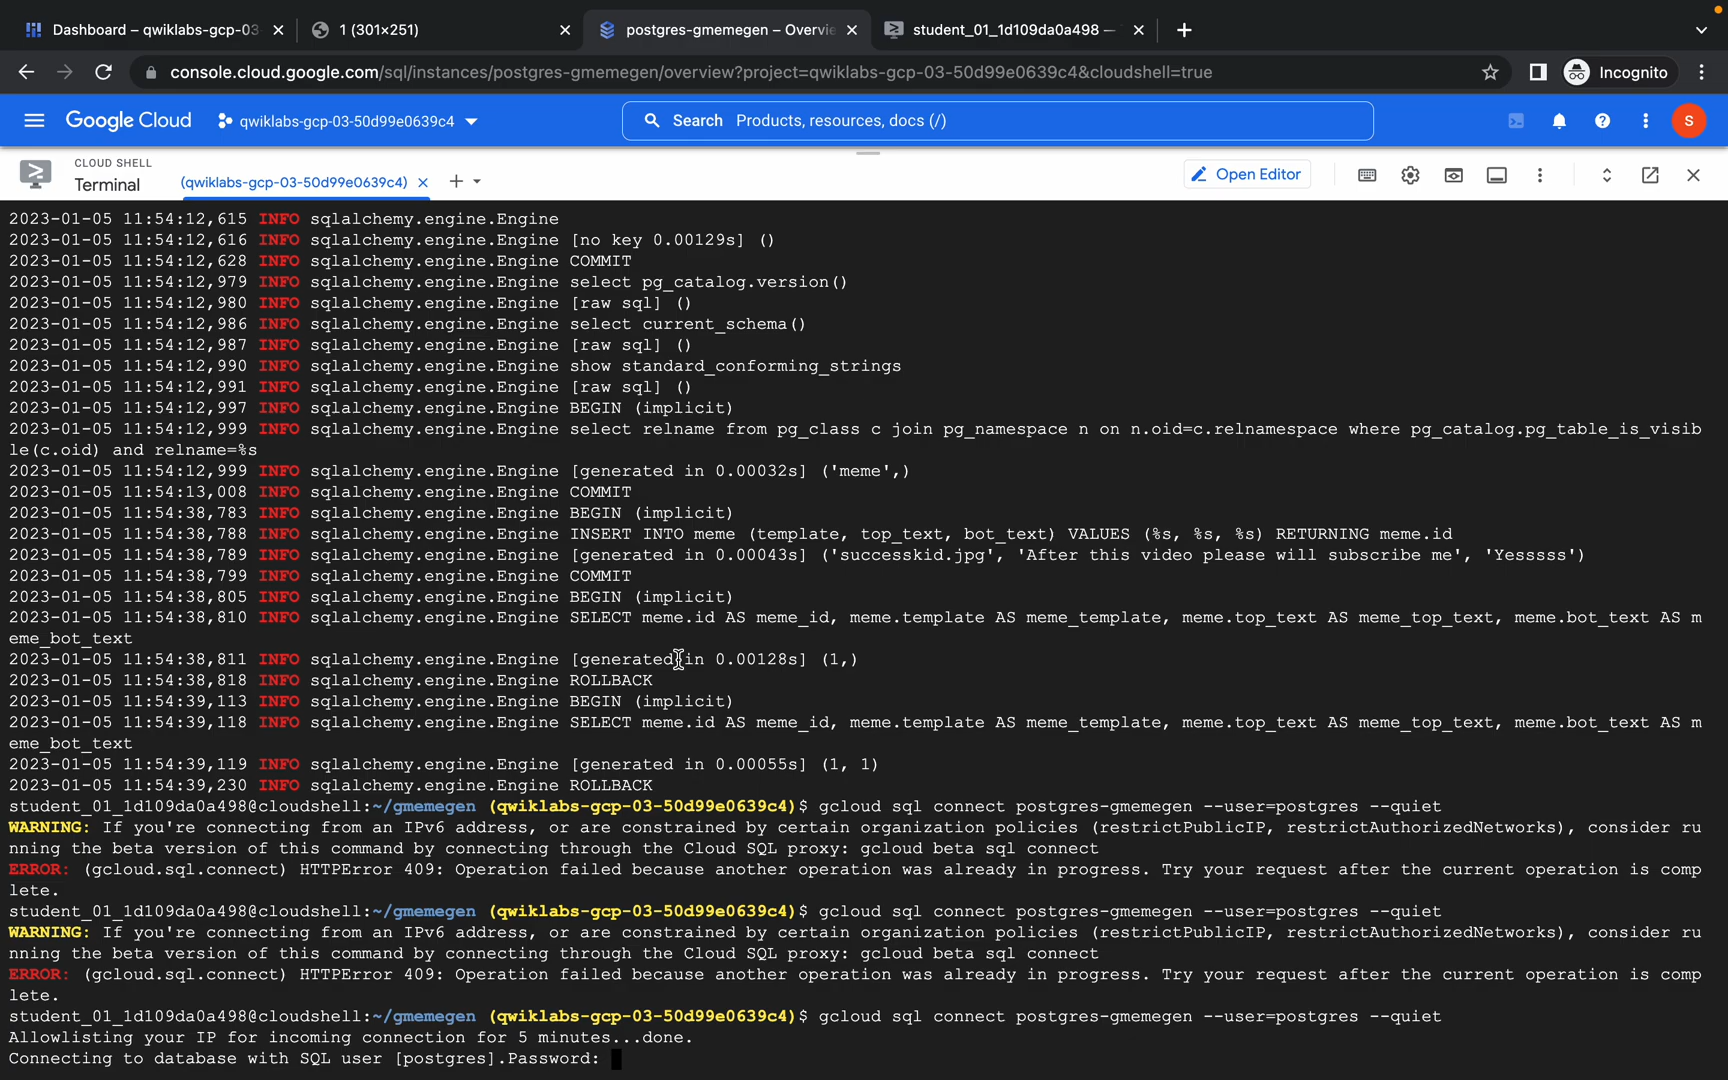 Dashboard – qwiklabs-gcp-03-
1 (301×251)
postgres-gmemegen – Overvie
student_01_1d109da0a498 –
console.cloud.google.com/sql/instances/postgres-gmemegen/overview?project=qwiklabs-gcp-03-50d99e0639c4&cloudshell=true
Incognito
Google Cloud
qwiklabs-gcp-03-50d99e0639c4
Search Products, resources, docs (/)
S
CLOUD SHELL
Terminal
(qwiklabs-gcp-03-50d99e0639c4)
Open Editor
2023-01-05 11:54:12,615 INFO sqlalchemy.engine.Engine
2023-01-05 11:54:12,616 INFO sqlalchemy.engine.Engine [no key 0.00129s] ()
2023-01-05 11:54:12,628 INFO sqlalchemy.engine.Engine COMMIT
2023-01-05 11:54:12,979 INFO sqlalchemy.engine.Engine select pg_catalog.version()
2023-01-05 11:54:12,980 INFO sqlalchemy.engine.Engine [raw sql] ()
2023-01-05 11:54:12,986 INFO sqlalchemy.engine.Engine select current_schema()
2023-01-05 11:54:12,987 INFO sqlalchemy.engine.Engine [raw sql] ()
2023-01-05 11:54:12,990 INFO sqlalchemy.engine.Engine show standard_conforming_strings
2023-01-05 11:54:12,991 INFO sqlalchemy.engine.Engine [raw sql] ()
2023-01-05 11:54:12,997 INFO sqlalchemy.engine.Engine BEGIN (implicit)
2023-01-05 11:54:12,999 INFO sqlalchemy.engine.Engine select relname from pg_class c join pg_namespace n on n.oid=c.relnamespace where pg_catalog.pg_table_is_visib
le(c.oid) and relname=%s
2023-01-05 11:54:12,999 INFO sqlalchemy.engine.Engine [generated in 0.00032s] ('meme',)
2023-01-05 11:54:13,008 INFO sqlalchemy.engine.Engine COMMIT
2023-01-05 11:54:38,783 INFO sqlalchemy.engine.Engine BEGIN (implicit)
2023-01-05 11:54:38,788 INFO sqlalchemy.engine.Engine INSERT INTO meme (template, top_text, bot_text) VALUES (%s, %s, %s) RETURNING meme.id
2023-01-05 11:54:38,789 INFO sqlalchemy.engine.Engine [generated in 0.00043s] ('successkid.jpg', 'After this video please will subscribe me', 'Yesssss')
2023-01-05 11:54:38,799 INFO sqlalchemy.engine.Engine COMMIT
2023-01-05 11:54:38,805 INFO sqlalchemy.engine.Engine BEGIN (implicit)
2023-01-05 11:54:38,810 INFO sqlalchemy.engine.Engine SELECT meme.id AS meme_id, meme.template AS meme_template, meme.top_text AS meme_top_text, meme.bot_text AS m
eme_bot_text
2023-01-05 11:54:38,811 INFO sqlalchemy.engine.Engine [generated in 0.00128s] (1,)
2023-01-05 11:54:38,818 INFO sqlalchemy.engine.Engine ROLLBACK
2023-01-05 11:54:39,113 INFO sqlalchemy.engine.Engine BEGIN (implicit)
2023-01-05 11:54:39,118 INFO sqlalchemy.engine.Engine SELECT meme.id AS meme_id, meme.template AS meme_template, meme.top_text AS meme_top_text, meme.bot_text AS m
eme_bot_text
2023-01-05 11:54:39,119 INFO sqlalchemy.engine.Engine [generated in 0.00055s] (1, 1)
2023-01-05 11:54:39,230 INFO sqlalchemy.engine.Engine ROLLBACK
student_01_1d109da0a498@cloudshell:~/gmemegen (qwiklabs-gcp-03-50d99e0639c4)$ gcloud sql connect postgres-gmemegen --user=postgres --quiet
WARNING: If you're connecting from an IPv6 address, or are constrained by certain organization policies (restrictPublicIP, restrictAuthorizedNetworks), consider ru
nning the beta version of this command by connecting through the Cloud SQL proxy: gcloud beta sql connect
ERROR: (gcloud.sql.connect) HTTPError 409: Operation failed because another operation was already in progress. Try your request after the current operation is comp
lete.
student_01_1d109da0a498@cloudshell:~/gmemegen (qwiklabs-gcp-03-50d99e0639c4)$ gcloud sql connect postgres-gmemegen --user=postgres --quiet
WARNING: If you're connecting from an IPv6 address, or are constrained by certain organization policies (restrictPublicIP, restrictAuthorizedNetworks), consider ru
nning the beta version of this command by connecting through the Cloud SQL proxy: gcloud beta sql connect
ERROR: (gcloud.sql.connect) HTTPError 409: Operation failed because another operation was already in progress. Try your request after the current operation is comp
lete.
student_01_1d109da0a498@cloudshell:~/gmemegen (qwiklabs-gcp-03-50d99e0639c4)$ gcloud sql connect postgres-gmemegen --user=postgres --quiet
Allowlisting your IP for incoming connection for 5 minutes...done.
Connecting to database with SQL user [postgres].Password: